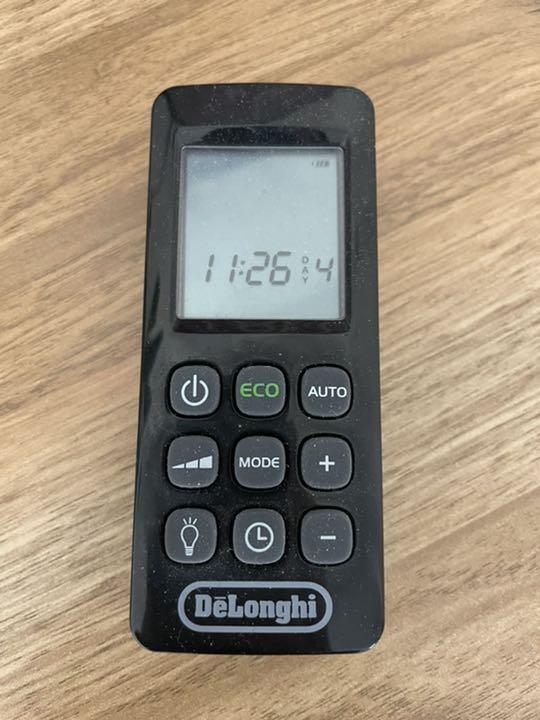 11:26 DAY 4
ECO AUTO
MODE +
-
DēLonghi